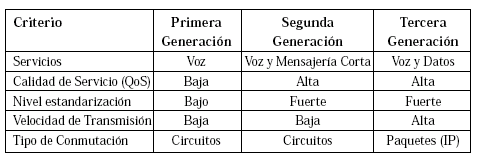 Criterio Primera Generación Segunda Generación Tercera Generación
Servicios Voz Voz y Mensajería Corta Voz y Datos
Calidad de Servicio (QoS) Baja Alta Alta
Nivel estandarización Bajo Fuerte Fuerte
Velocidad de Transmisión Baja Baja Alta
Tipo de Conmutación Circuitos Circuitos Paquetes (IP)